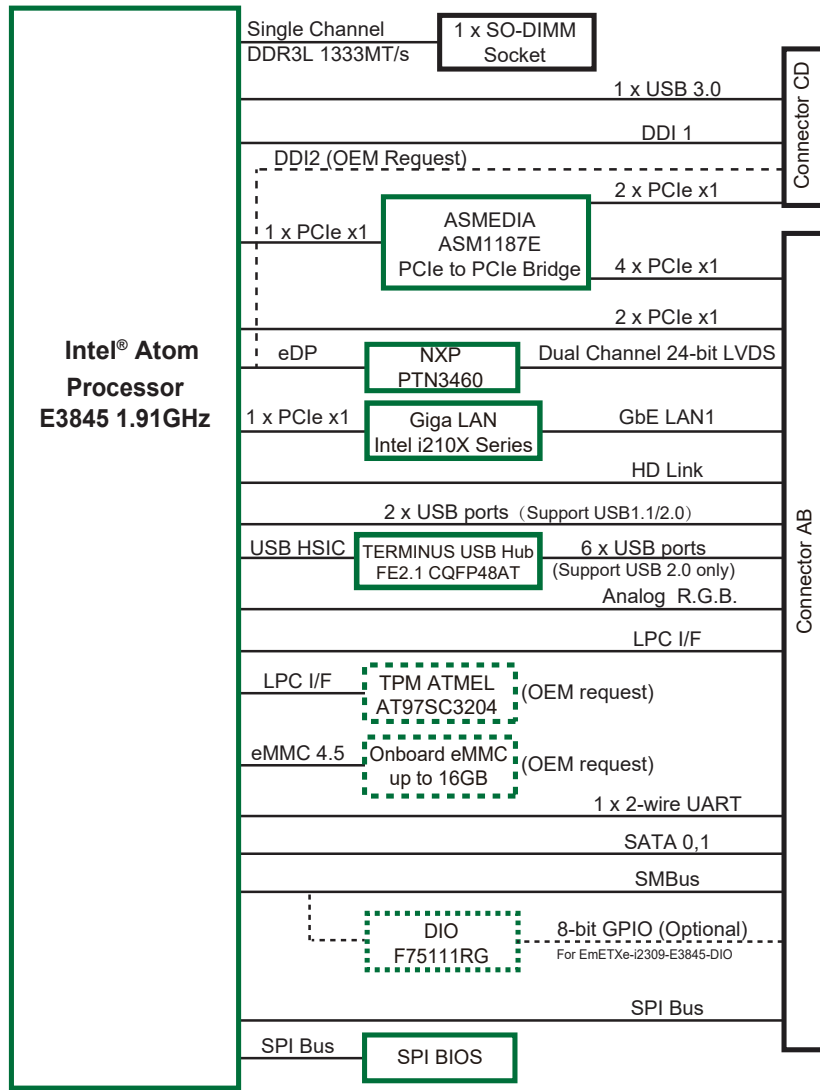 Single Channel
DDR3L 1333MT/s
1 x SO-DIMM
Socket
Connector CD
1 x USB 3.0
DDI 1
DDI2 (OEM Request)
2 x PCIe x1
1 x PCIe x1
ASMEDIA
ASM1187E
PCIe to PCIe Bridge
4 x PCIe x1
2 x PCIe x1
Intel® Atom
Processor
E3845 1.91GHz
eDP
NXP
PTN3460
Dual Channel 24-bit LVDS
1 x PCIe x1
Giga LAN
Intel i210X Series
GbE LAN1
HD Link
2 x USB ports (Support USB1.1/2.0)
USB HSIC
TERMINUS USB Hub
FE2.1 CQFP48AT
6 x USB ports
(Support USB 2.0 only)
Connector AB
Analog R.G.B.
LPC I/F
LPC I/F
TPM ATMEL
AT97SC3204
(OEM request)
eMMC 4.5
Onboard eMMC
up to 16GB
(OEM request)
1 x 2-wire UART
SATA 0,1
SMBus
DIO
F75111RG
8-bit GPIO (Optional)
For EmETXe-i2309-E3845-DIO
SPI Bus
SPI Bus
SPI BIOS